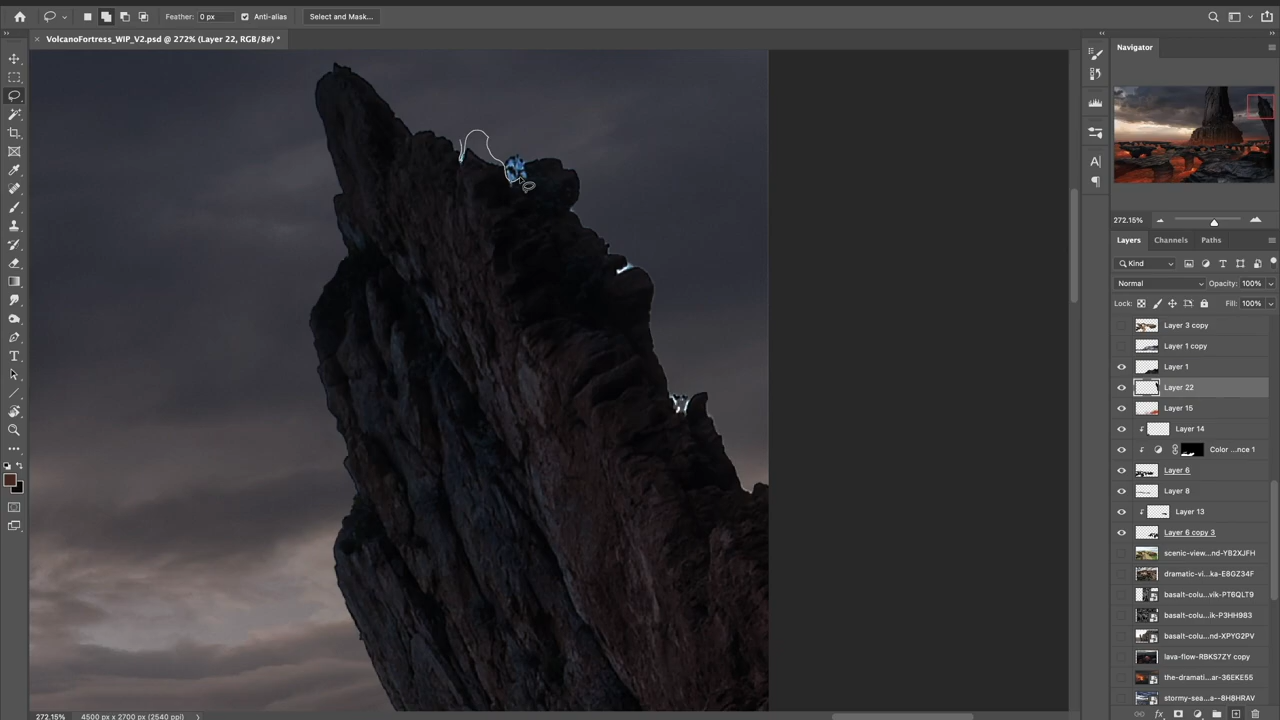 Feather: 0 px
Anti-alias
Select and Mask...
VolcanoFortress_WIP_V2.psd @ 272% (Layer 22, RGB/8#) *
Navigator
272.15%
Layers
Channels
Paths
Kind
Normal
Opacity: 100%
Lock:
Fill: 100%
Layer 3 copy
Layer 1 copy
Layer 1
Layer 22
Layer 15
Layer 14
Color ...nce 1
Layer 6
Layer 8
Layer 13
Layer 6 copy 3
scenic-view...nd-YB2XJFH
dramatic-vi...ka-E8GZ34F
basalt-colu...vik-PT6QLT9
basalt-colu...ik-P3HH983
basalt-colu...nd-XPYG2PV
lava-flow-RBKS7ZY copy
the-dramati...ar-36EKE55
stormy-sea...a--8H8HRAV
272.15%
4500 px x 2700 px (2540 ppi)